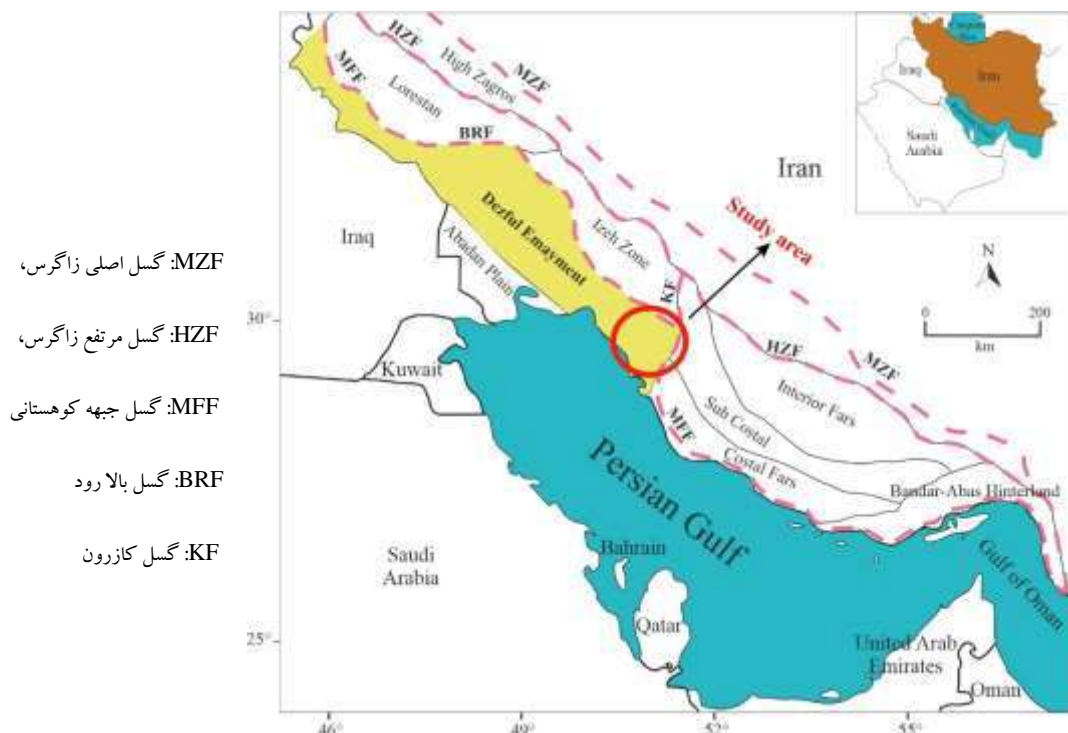 MZF: گسل اصلی زاگرس،
HZF: گسل مرتفع زاگرس،
MFF: گسل جبهه کوهستانی
BRF: گسل بالا رود
KF: گسل کازرون
HZF
MZF
High Zagros
MFF
Lorestan
BRF
Iran
Study area
Dezful Emayment
Izeh Zone
Iraq
Abadan Plain
KF
30°
Kuwait
HZF
MZF
Interior Fars
Sub Costal
MFF
Costal Fars
Bandar-Abas Hinterland
Persian Gulf
Saudi
Arabia
Bahrain
Gulf of Oman
Qatar
25°
United Arab
Emirates
Oman
46°
49°
52°
55°
Iraq
Iran
Saudi
Arabia
N
0
200
km